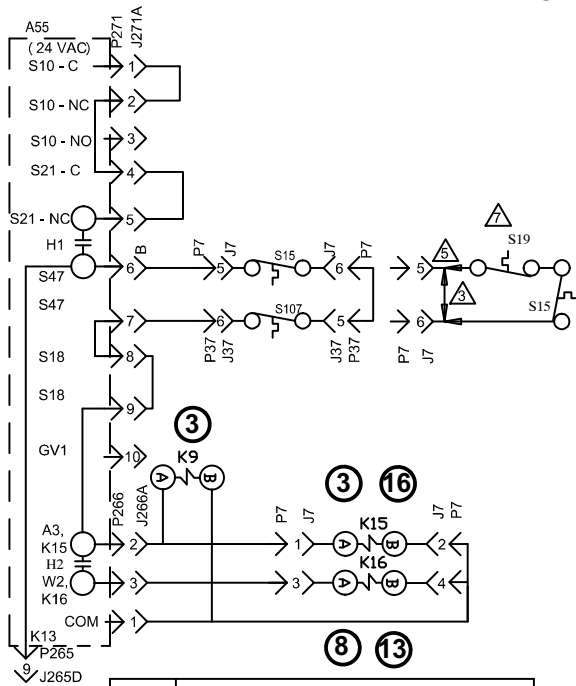 A55
(24 VAC)
P271
J271A
S10 - C
1
S10 - NC
2
S10 - NO
3
S21 - C
4
S21 - NC
5
H1
S47
6
B
P7
5
J7
S15
J7
6
P7
5
5
7
S19
S47
7
6
S107
5
6
3
S15
P37
J37
J37
P37
P7
J7
S18
8
S18
9
GV1
10
3
K9
A
B
P266
J266A
3
16
A3,
K15
2
P7
J7
1
A
K15
B
2
J7
P7
H2
W2,
K16
3
3
A
K16
B
4
COM
1
8
13
K13
P265
9
J265D